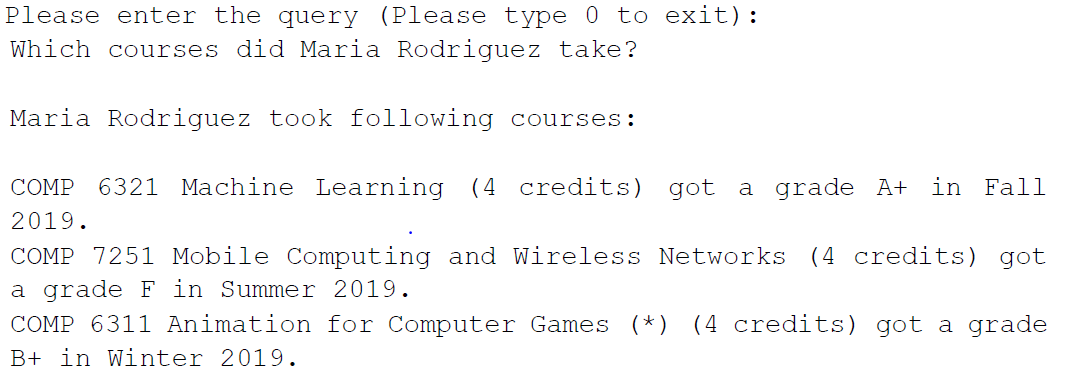 Please enter the query (Please type 0 to exit):
Which courses did Maria Rodriguez take?
Maria Rodriguez took following courses:
COMP 6321 Machine Learning (4 credits) got a grade A+ in Fall
2019.
COMP 7251 Mobile Computing and Wireless Networks (4 credits) got
a grade F in Summer 2019.
COMP 6311 Animation for Computer Games (*) (4 credits) got a grade
B+ in Winter 2019.